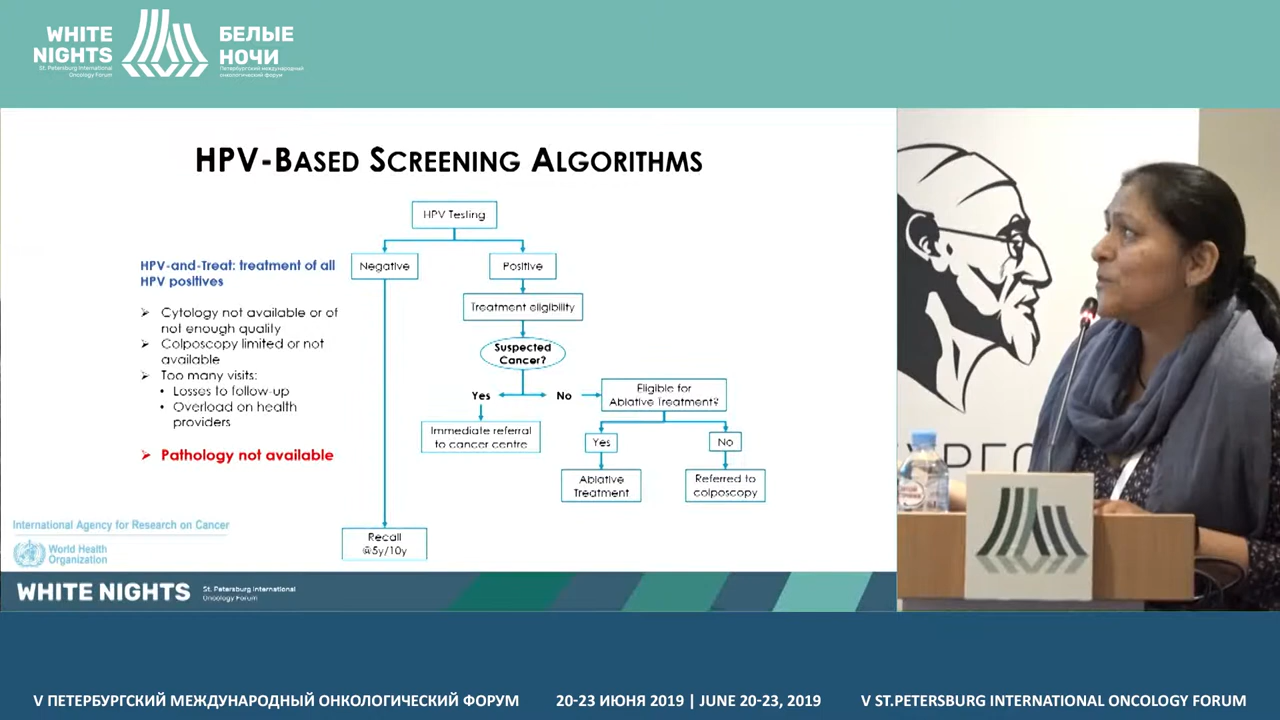 WHITE
NIGHTS
St. Petersburg International
Oncology Forum
БЕЛЫЕ
НОЧИ
Петербургский международный
онкологический форум
HPV-BASED SCREENING ALGORITHMS
HPV Testing
Negative
Positive
HPV-and-Treat: treatment of all
HPV positives
Treatment eligibility
➢ Cytology not available or of
not enough quality
➢ Colposcopy limited or not
available
➢ Too many visits:
• Losses to follow-up
• Overload on health
providers
➢ Pathology not available
Suspected
Cancer?
Yes
No
Eligible for
Ablative Treatment?
Immediate referral
to cancer centre
Yes
No
Ablative
Treatment
Referred to
colposcopy
Recall
@5y/10y
International Agency for Research on Cancer
World Health
Organization
WHITE NIGHTS
St. Petersburg International
Oncology Forum
V ПЕТЕРБУРГСКИЙ МЕЖДУНАРОДНЫЙ ОНКОЛОГИЧЕСКИЙ ФОРУМ
20-23 ИЮНЯ 2019 | JUNE 20-23, 2019
V ST.PETERSBURG INTERNATIONAL ONCOLOGY FORUM